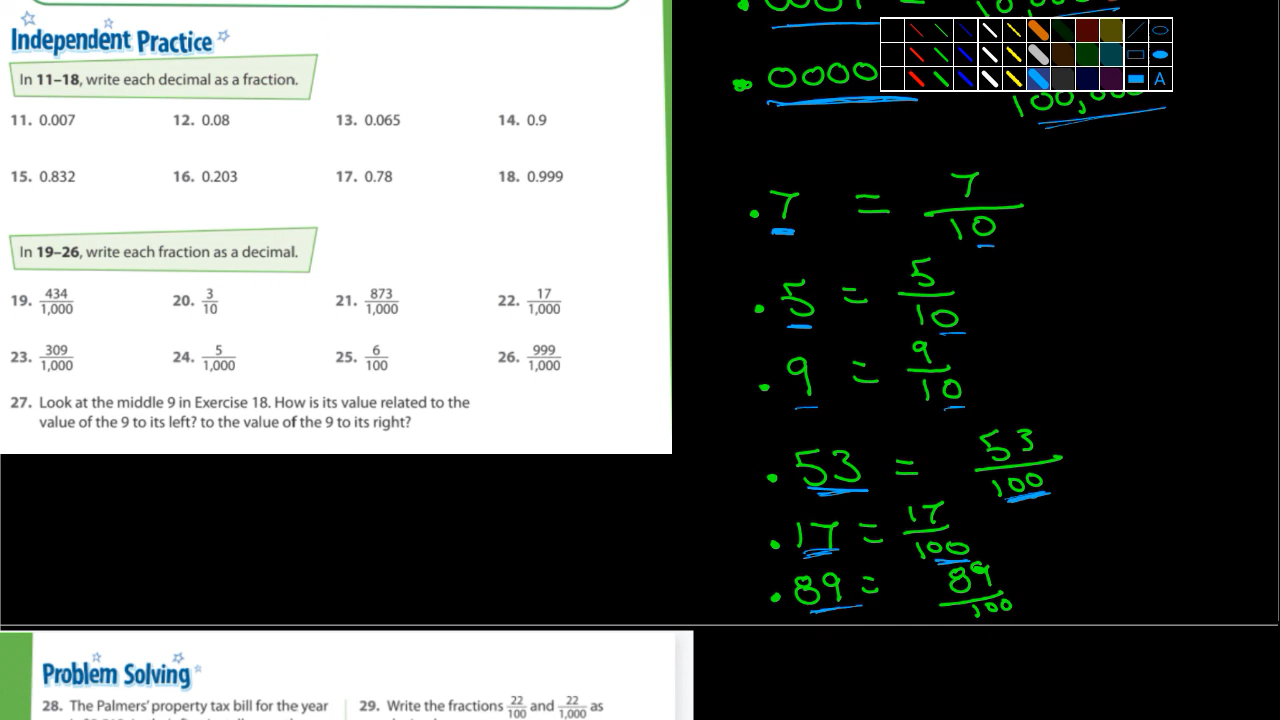 Independent Practice
In 11–18, write each decimal as a fraction.
11. 0.007 12. 0.08 13. 0.065 14. 0.9
15. 0.832 16. 0.203 17. 0.78 18. 0.999
In 19–26, write each fraction as a decimal.
19. 434/1,000 20. 3/10 21. 873/1,000 22. 17/1,000
23. 309/1,000 24. 5/1,000 25. 6/100 26. 999/1,000
27. Look at the middle 9 in Exercise 18. How is its value related to the
value of the 9 to its left? to the value of the 9 to its right?
Problem Solving
28. The Palmers' property tax bill for the year
29. Write the fractions 22/100 and 22/1,000 as
.0000
100,000
.7 = 7/10
.5 = 5/10
.9 = 9/10
.53 = 53/100
.17 = 17/100
.89 = 89/100
A